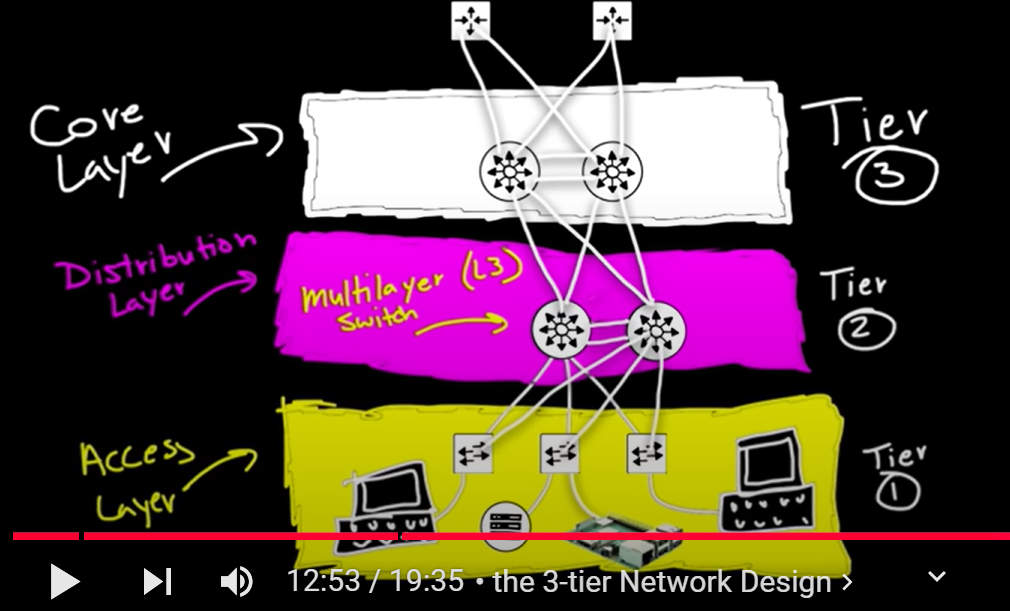 Core
Layer
Tier
3
Distribution
Layer
multilayer (L3)
switch
Tier
2
Access
Layer
Tier
1
12:53 / 19:35 • the 3-tier Network Design ›